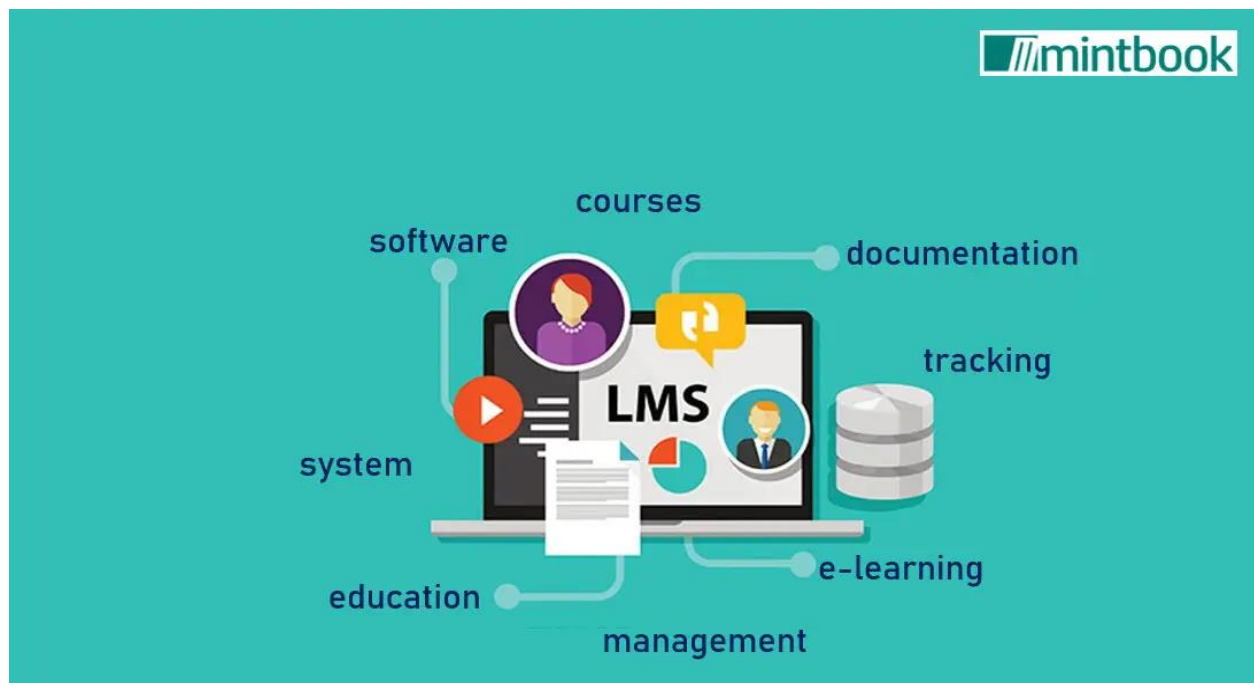 mintbook
courses
software
documentation
tracking
LMS
system
e-learning
education
management